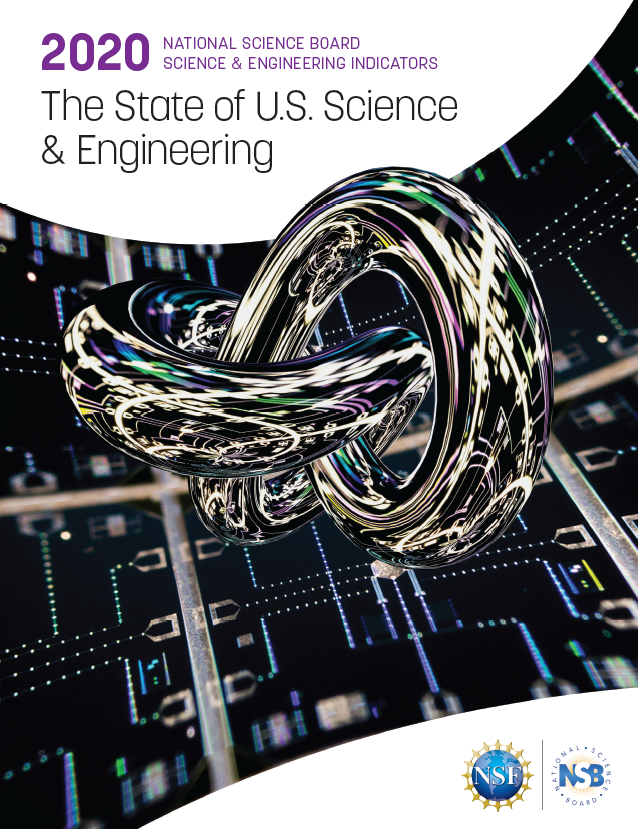 2020
NATIONAL SCIENCE BOARD
SCIENCE & ENGINEERING INDICATORS
The State of U.S. Science
& Engineering
NSF
NATIONAL • SCIENCE
NSB
• BOARD •